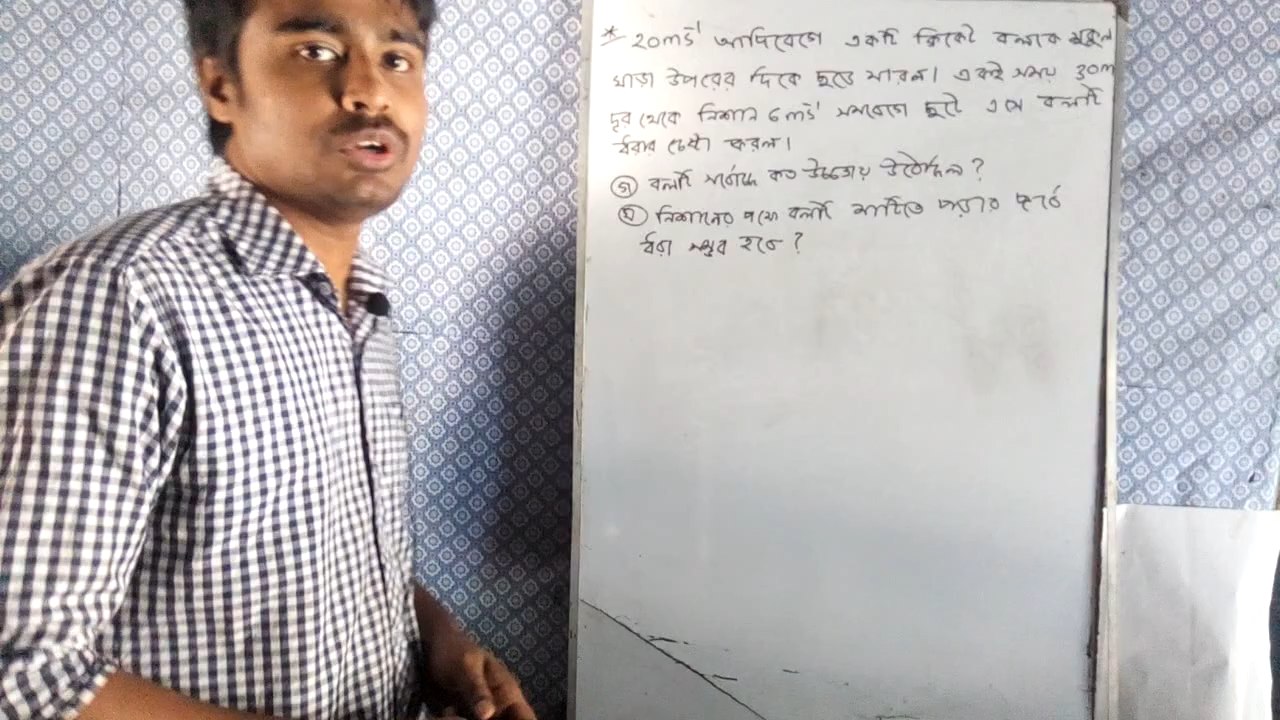 * 20ms⁻¹ আদিবেগে একটি ক্রিকেট বলকে মুকুল
খাড়া উপরের দিকে ছুড়ে মারল। একই সময় 30m
দূর থেকে নিশান 6ms⁻¹ সমবেগে ছুটে এসে বলটি
ধরার চেষ্টা করল।
গ) বলটি সর্বোচ্চ কত উচ্চতায় উঠেছিল?
ঘ) নিশানের পক্ষে বলটি মাটিতে পড়ার পূর্বে
ধরা সম্ভব হবে?